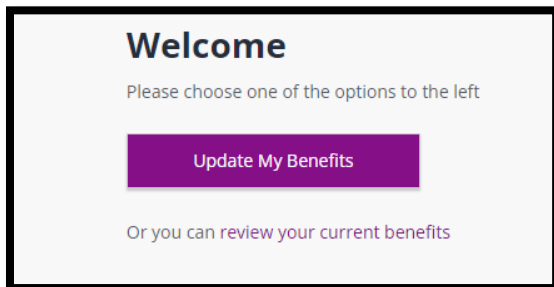 Welcome
Please choose one of the options to the left
Update My Benefits
Or you can review your current benefits